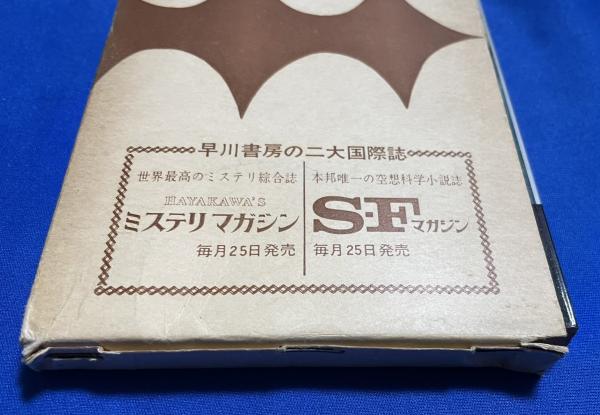 早川書房の二大国際誌
世界最高のミステリ綜合誌
HAYAKAWA'S
ミステリマガジン
毎月25日発売
本邦唯一の空想科学小説誌
S-Fマガジン
毎月25日発売